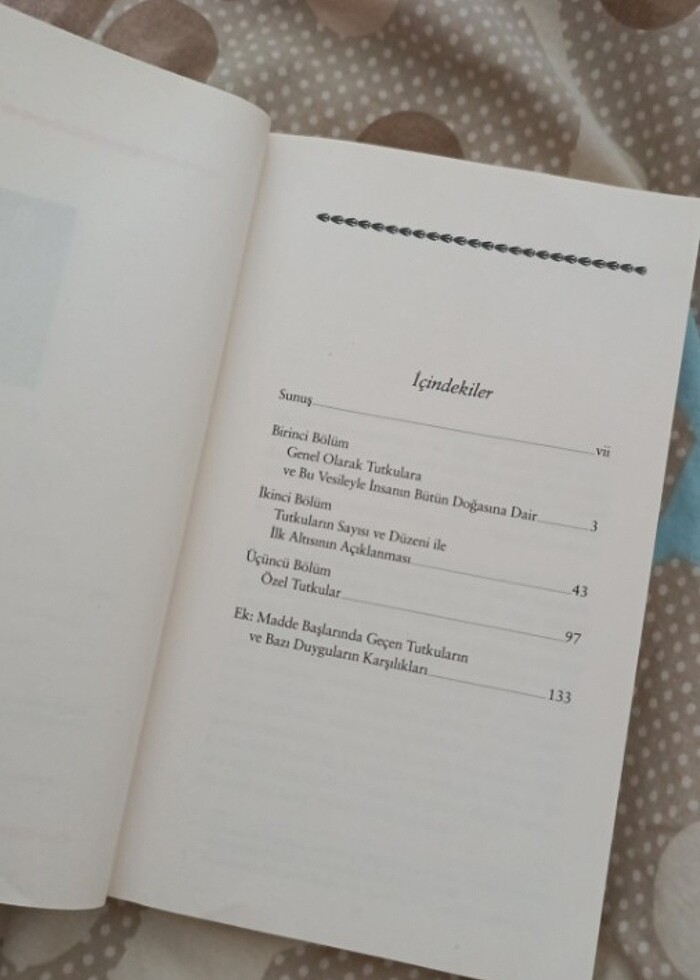 İçindekiler
Sunuş vii
Birinci Bölüm
Genel Olarak Tutkulara
ve Bu Vesileyle İnsanın Bütün Doğasına Dair 3
İkinci Bölüm
Tutkuların Sayısı ve Düzeni ile
İlk Altısının Açıklanması 43
Üçüncü Bölüm
Özel Tutkular 97
Ek: Madde Başlarında Geçen Tutkuların
ve Bazı Duyguların Karşılıkları 133